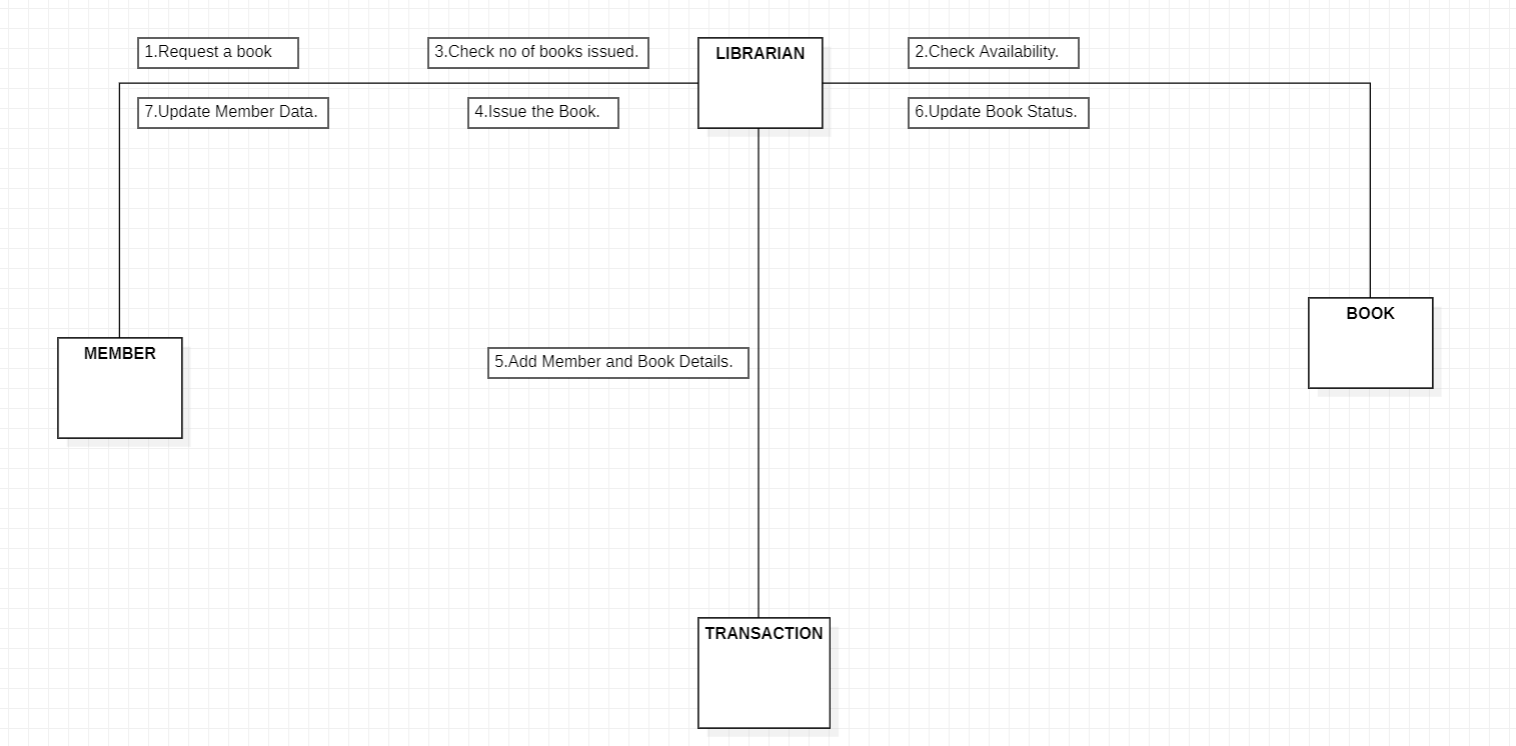 1.Request a book
3.Check no of books issued.
LIBRARIAN
2.Check Availability.
7.Update Member Data.
4.Issue the Book.
6.Update Book Status.
BOOK
MEMBER
5.Add Member and Book Details.
TRANSACTION